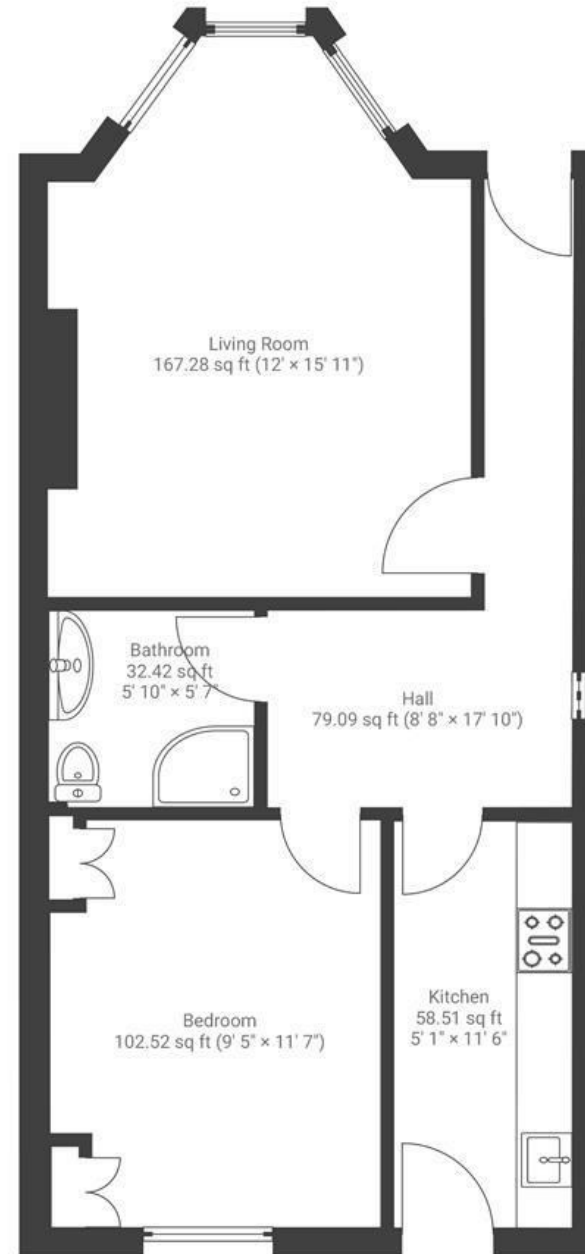 Living Room
167.28 sq ft (12' × 15' 11")
Bathroom
32.42 sq ft
5' 10" × 5' 7"
Hall
79.09 sq ft (8' 8" × 17' 10")
Bedroom
102.52 sq ft (9' 5" × 11' 7")
Kitchen
58.51 sq ft
5' 1" × 11' 6"